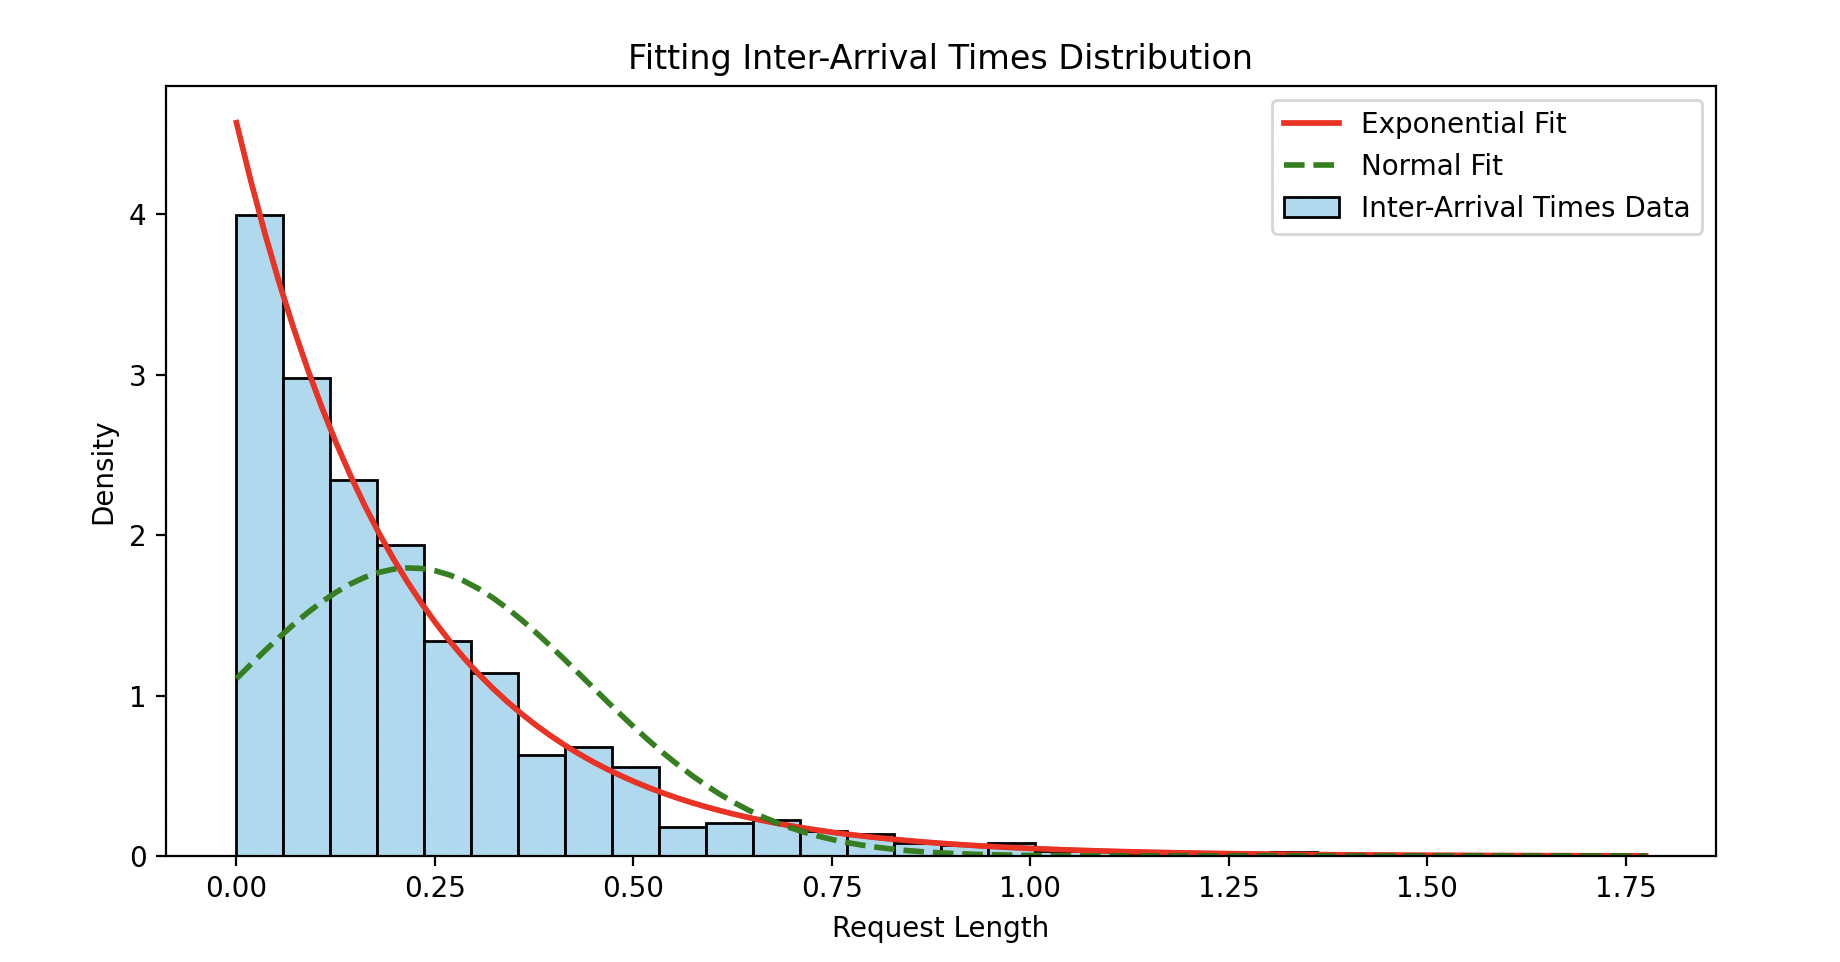 Fitting Inter-Arrival Times Distribution
Exponential Fit
Normal Fit
Inter-Arrival Times Data
Density
4
3
2
1
0
0.00 0.25 0.50 0.75 1.00 1.25 1.50 1.75
Request Length